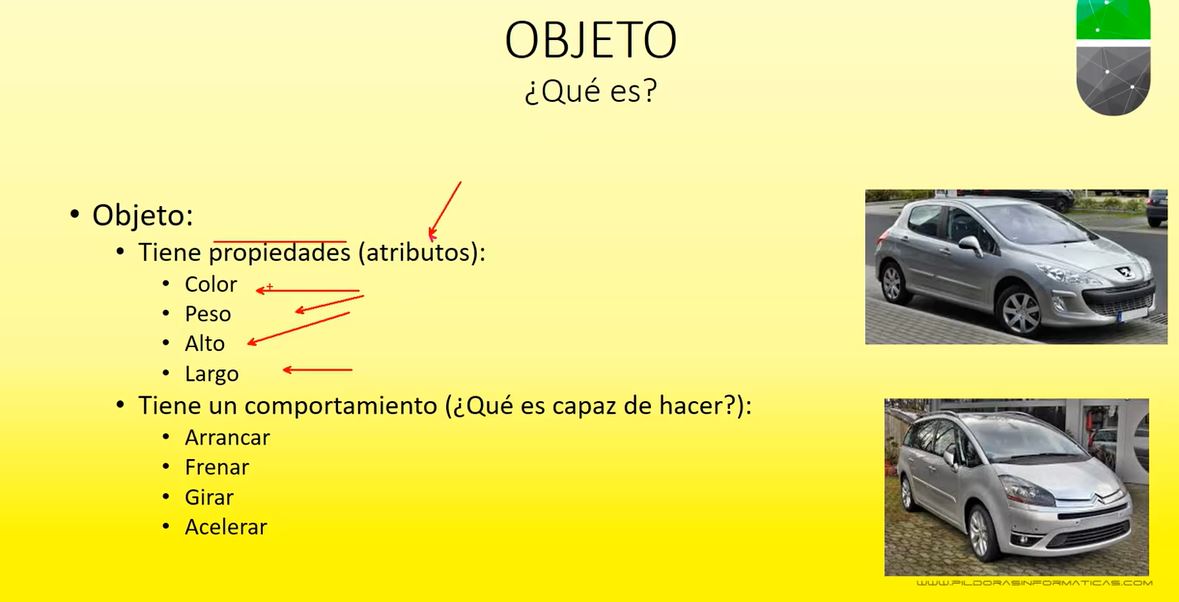 OBJETO
¿Qué es?
• Objeto:
• Tiene propiedades (atributos):
• Color
• Peso
• Alto
• Largo
• Tiene un comportamiento (¿Qué es capaz de hacer?):
• Arrancar
• Frenar
• Girar
• Acelerar
WWW.PILDORASINFORMATICAS.COM